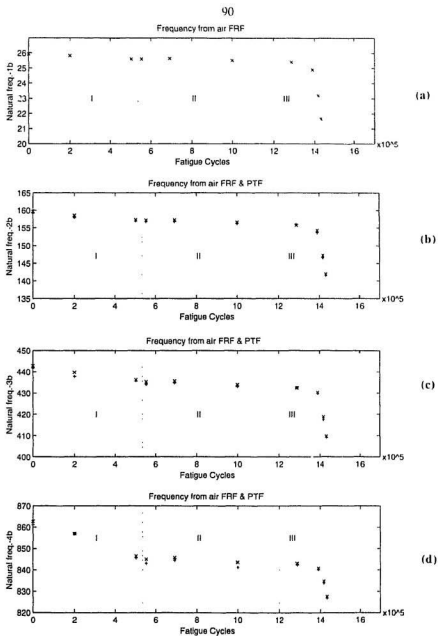 90
Frequency from air FRF
Natural freq.-1b
26
25
24
23
22
21
20
I
II
III
0 2 4 6 8 10 12 14 16
x10^5
Fatigue Cycles
(a)
Frequency from air FRF & PTF
Natural freq.-2b
165
160
155
150
145
140
135
I
II
III
0 2 4 6 8 10 12 14 16
x10^5
Fatigue Cycles
(b)
Frequency from air FRF & PTF
Natural freq.-3b
450
440
430
420
410
400
I
II
III
0 2 4 6 8 10 12 14 16
x10^5
Fatigue Cycles
(c)
Frequency from air FRF & PTF
Natural freq.-4b
870
860
850
840
830
820
I
II
III
0 2 4 6 8 10 12 14 16
x10^5
Fatigue Cycles
(d)